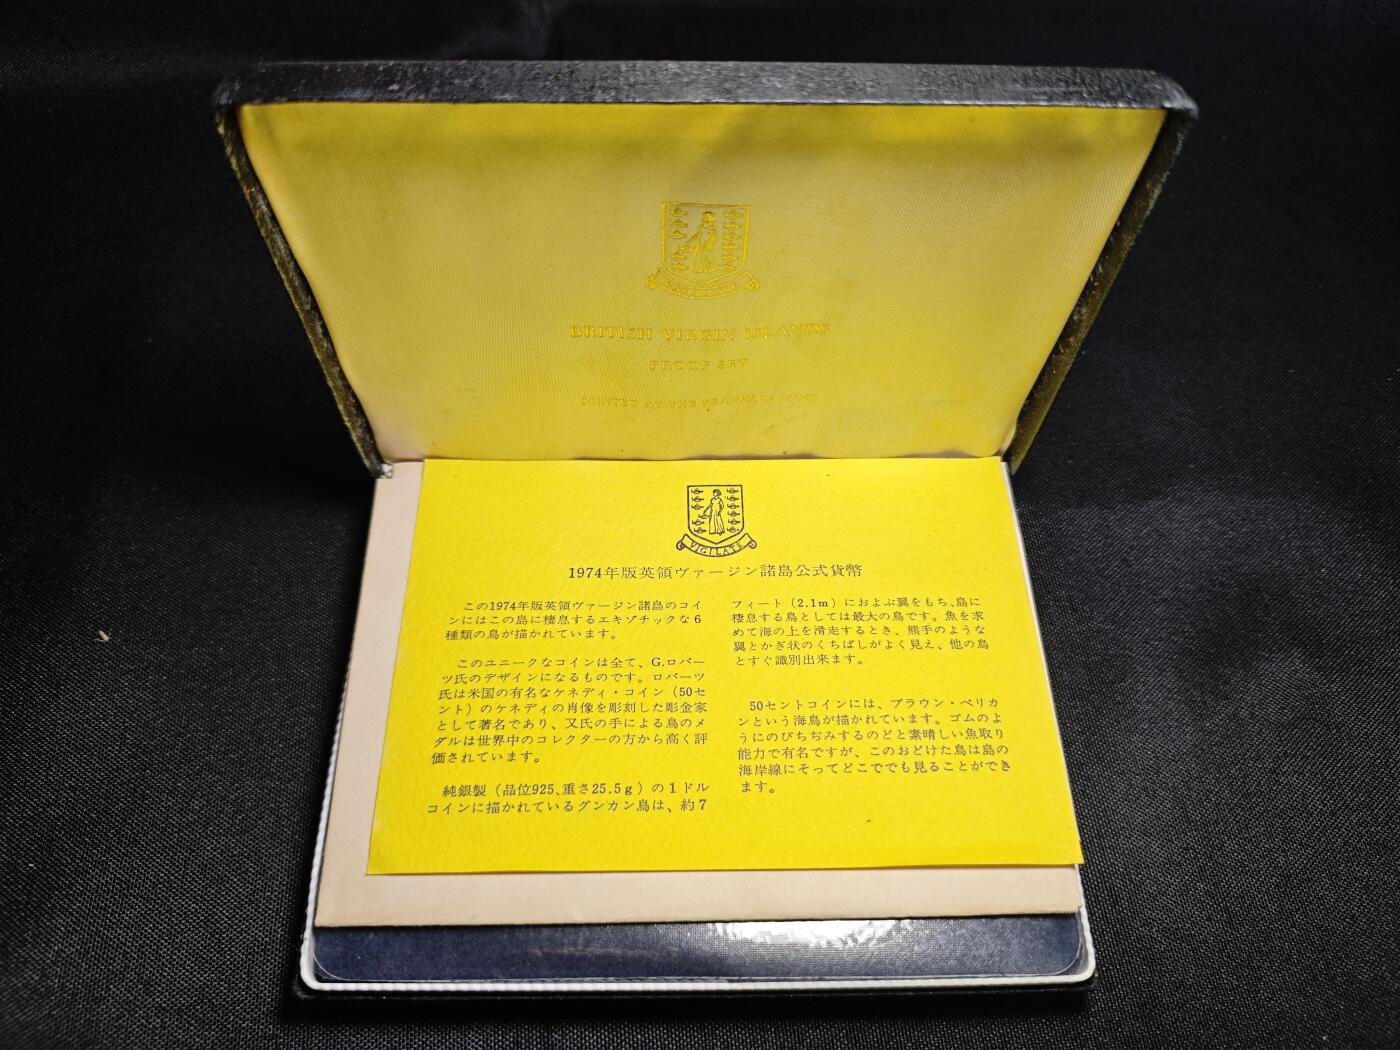 BRITISH VIRGIN ISLANDS
PROOF SET
MINTED AT THE FRANKLIN MINT
VIGILATE
1974年版英領ヴァージン諸島公式貨幣
この1974年版英領ヴァージン諸島のコイ
ンにはこの島に棲息するエキゾチックな6
種類の鳥が描かれています。
このユニークなコインは全て、G.ロバー
ツ氏のデザインになるものです。ロバーツ
氏は米国の有名なケネディ・コイン（50セ
ント）のケネディの肖像を彫刻した彫金家
として著名であり、又氏の手による鳥のメ
ダルは世界中のコレクターの方から高く評
価されています。
純銀製（品位925、重さ25.5g）の1ドル
コインに描かれているグンカン鳥は、約7
フィート（2.1m）におよぶ翼をもち、島に
棲息する鳥としては最大の鳥です。魚を求
めて海の上を滑走するとき、熊手のような
翼とかぎ状のくちばしがよく見え、他の鳥
とすぐ識別出来ます。
50セントコインには、ブラウン・ペリカ
ンという海鳥が描かれています。ゴムのよ
うにのびちぢみするのどと素晴しい魚取り
能力で有名ですが、このおどけた鳥は島の
海岸線にそってどこででも見ることができ
ます。